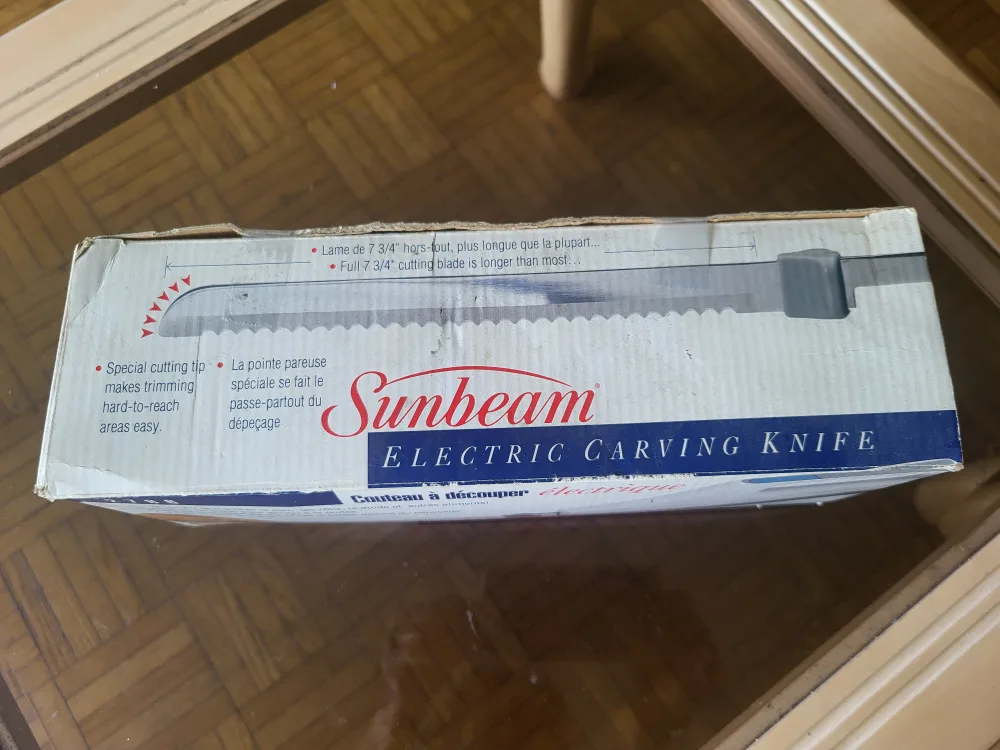 • Lame de 7 3/4" hors-tout, plus longue que la plupart...
• Full 7 3/4" cutting blade is longer than most...
• Special cutting tip
makes trimming
hard-to-reach
areas easy.
• La pointe pareuse
spéciale se fait le
passe-partout du
dépeçage
Sunbeam®
ELECTRIC CARVING KNIFE
Couteau à découper électrique